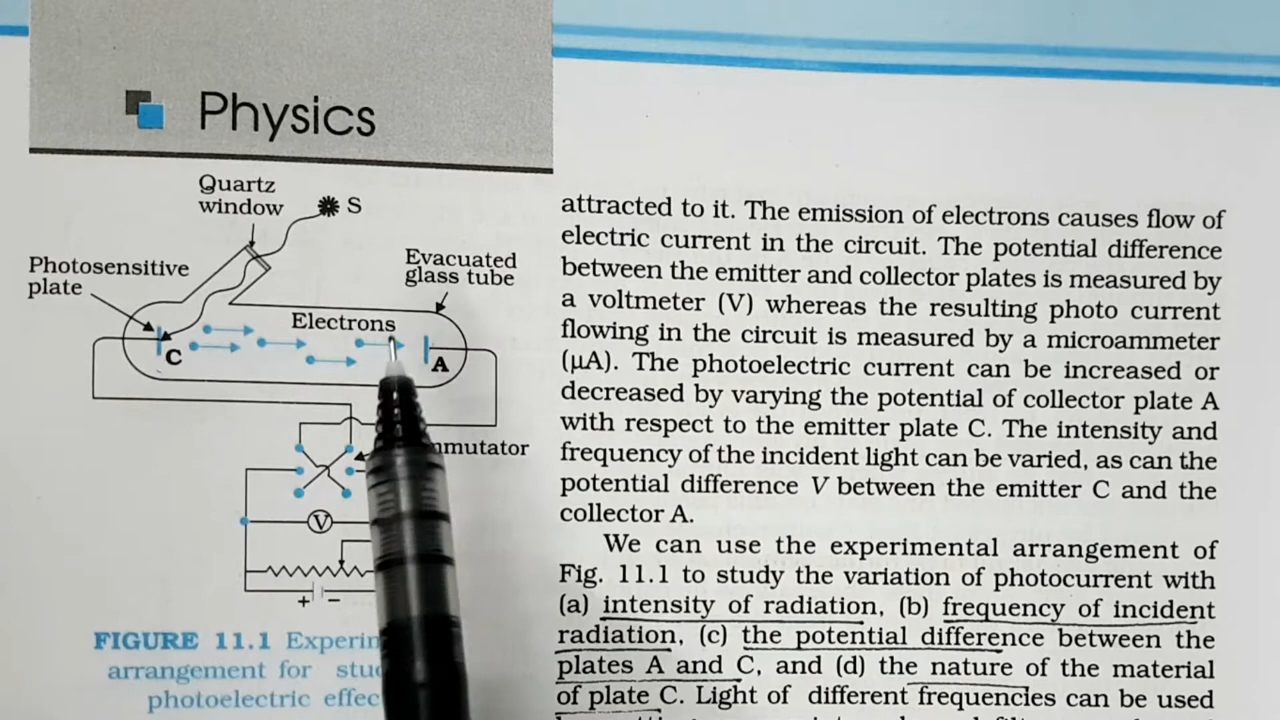 Physics
Quartz
window
S
Photosensitive
plate
Evacuated
glass tube
Electrons
C
A
V
+ −
FIGURE 11.1
arrangement for
photoelectric
attracted to it. The emission of electrons causes flow of
electric current in the circuit. The potential difference
between the emitter and collector plates is measured by
a voltmeter (V) whereas the resulting photo current
flowing in the circuit is measured by a microammeter
(μA). The photoelectric current can be increased or
decreased by varying the potential of collector plate A
with respect to the emitter plate C. The intensity and
frequency of the incident light can be varied, as can the
potential difference V between the emitter C and the
collector A.
We can use the experimental arrangement of
Fig. 11.1 to study the variation of photocurrent with
(a) intensity of radiation, (b) frequency of incident
radiation, (c) the potential difference between the
plates A and C, and (d) the nature of the material
of plate C. Light of different frequencies can be used